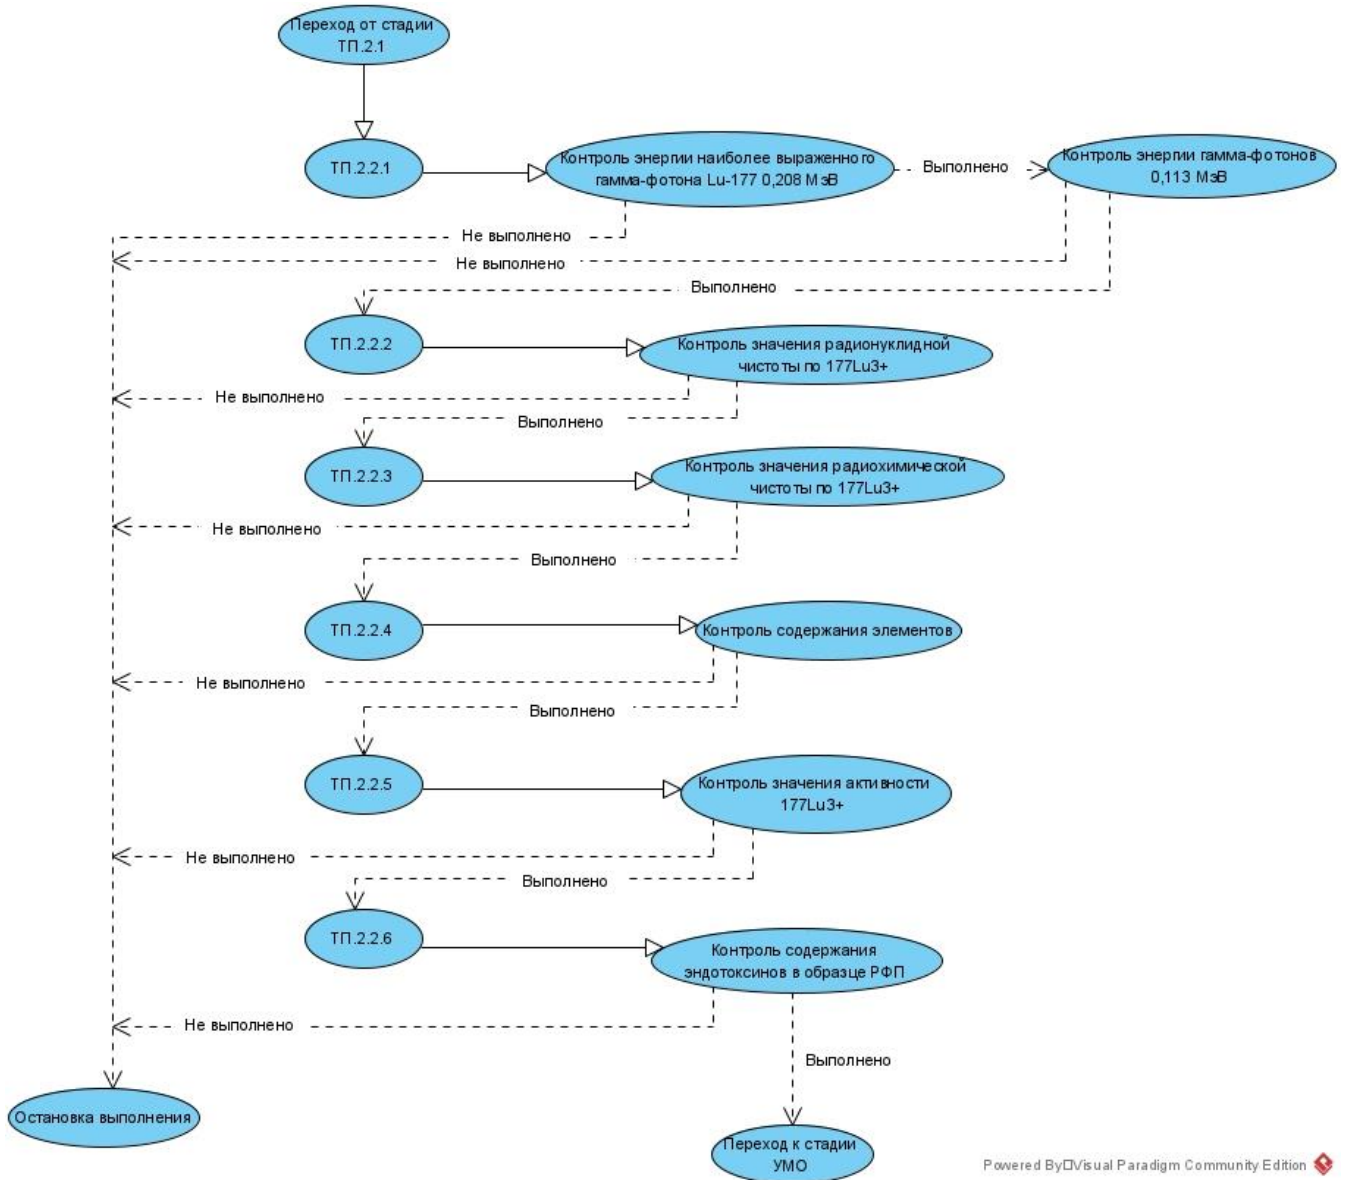 Переход от стадии
ТП.2.1
ТП.2.2.1
Контроль энергии наиболее выраженного
гамма-фотона Lu-177 0,208 МэВ
Выполнено
Контроль энергии гамма-фотонов
0,113 МэВ
Не выполнено
Не выполнено
Выполнено
ТП.2.2.2
Контроль значения радионуклидной
чистоты по 177Lu3+
Не выполнено
Выполнено
ТП.2.2.3
Контроль значения радиохимической
чистоты по 177Lu3+
Не выполнено
Выполнено
ТП.2.2.4
Контроль содержания элементов
Не выполнено
Выполнено
ТП.2.2.5
Контроль значения активности
177Lu3+
Не выполнено
Выполнено
ТП.2.2.6
Контроль содержания
эндотоксинов в образце РФП
Не выполнено
Выполнено
Остановка выполнения
Переход к стадии
УМО
Powered By□Visual Paradigm Community Edition